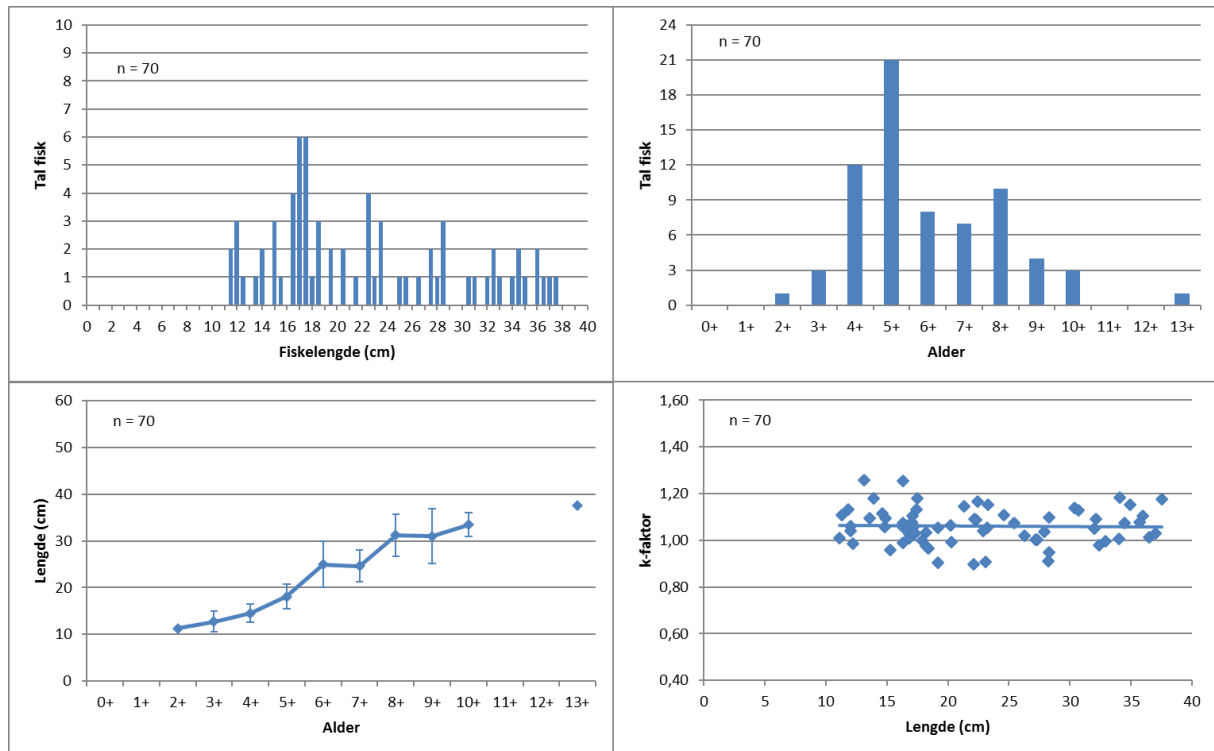 n = 70
Tal fisk
10
9
8
7
6
5
4
3
2
1
0
0 2 4 6 8 10 12 14 16 18 20 22 24 26 28 30 32 34 36 38 40
Fiskelengde (cm)
n = 70
Tal fisk
24
21
18
15
12
9
6
3
0
0+ 1+ 2+ 3+ 4+ 5+ 6+ 7+ 8+ 9+ 10+ 11+ 12+ 13+
Alder
n = 70
Lengde (cm)
60
50
40
30
20
10
0
0+ 1+ 2+ 3+ 4+ 5+ 6+ 7+ 8+ 9+ 10+ 11+ 12+ 13+
Alder
n = 70
k-faktor
1,60
1,40
1,20
1,00
0,80
0,60
0,40
0 5 10 15 20 25 30 35 40
Lengde (cm)